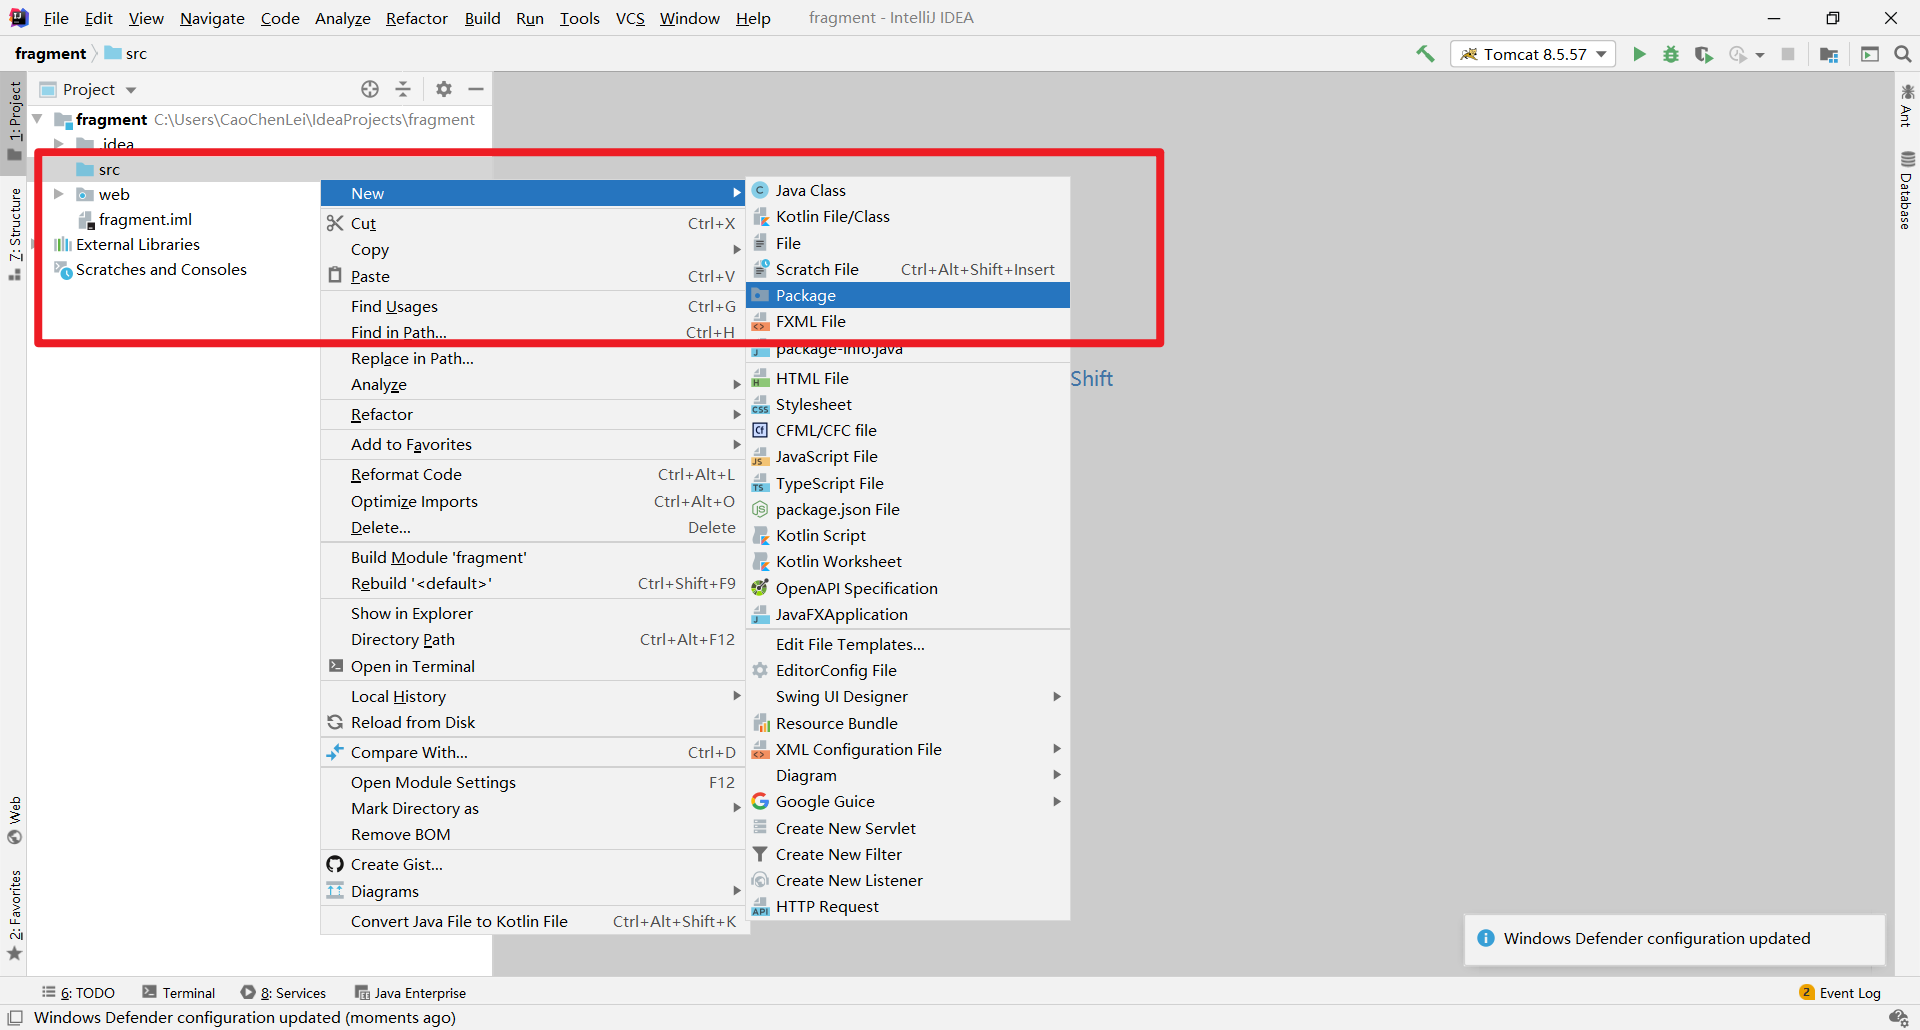 File Edit View Navigate Code Analyze Refactor Build Run Tools VCS Window Help fragment - IntelliJ IDEA
fragment src
Tomcat 8.5.57
Project
fragment C:\Users\CaoChenLei\IdeaProjects\fragment
.idea
src
web
fragment.iml
External Libraries
Scratches and Consoles
1: Project
7: Structure
Web
2: Favorites
New
Cut Ctrl+X
Copy
Paste Ctrl+V
Find Usages Ctrl+G
Find in Path... Ctrl+H
Replace in Path...
Analyze
Refactor
Add to Favorites
Reformat Code Ctrl+Alt+L
Optimize Imports Ctrl+Alt+O
Delete... Delete
Build Module 'fragment'
Rebuild '<default>' Ctrl+Shift+F9
Show in Explorer
Directory Path Ctrl+Alt+F12
Open in Terminal
Local History
Reload from Disk
Compare With... Ctrl+D
Open Module Settings F12
Mark Directory as
Remove BOM
Create Gist...
Diagrams
Convert Java File to Kotlin File Ctrl+Alt+Shift+K
Java Class
Kotlin File/Class
File
Scratch File Ctrl+Alt+Shift+Insert
Package
FXML File
package-info.java
HTML File
Stylesheet
CFML/CFC file
JavaScript File
TypeScript File
package.json File
Kotlin Script
Kotlin Worksheet
OpenAPI Specification
JavaFXApplication
Edit File Templates...
EditorConfig File
Swing UI Designer
Resource Bundle
XML Configuration File
Diagram
Google Guice
Create New Servlet
Create New Filter
Create New Listener
HTTP Request
Shift
Ant
Database
Windows Defender configuration updated
6: TODO Terminal 8: Services Java Enterprise
2 Event Log
Windows Defender configuration updated (moments ago)